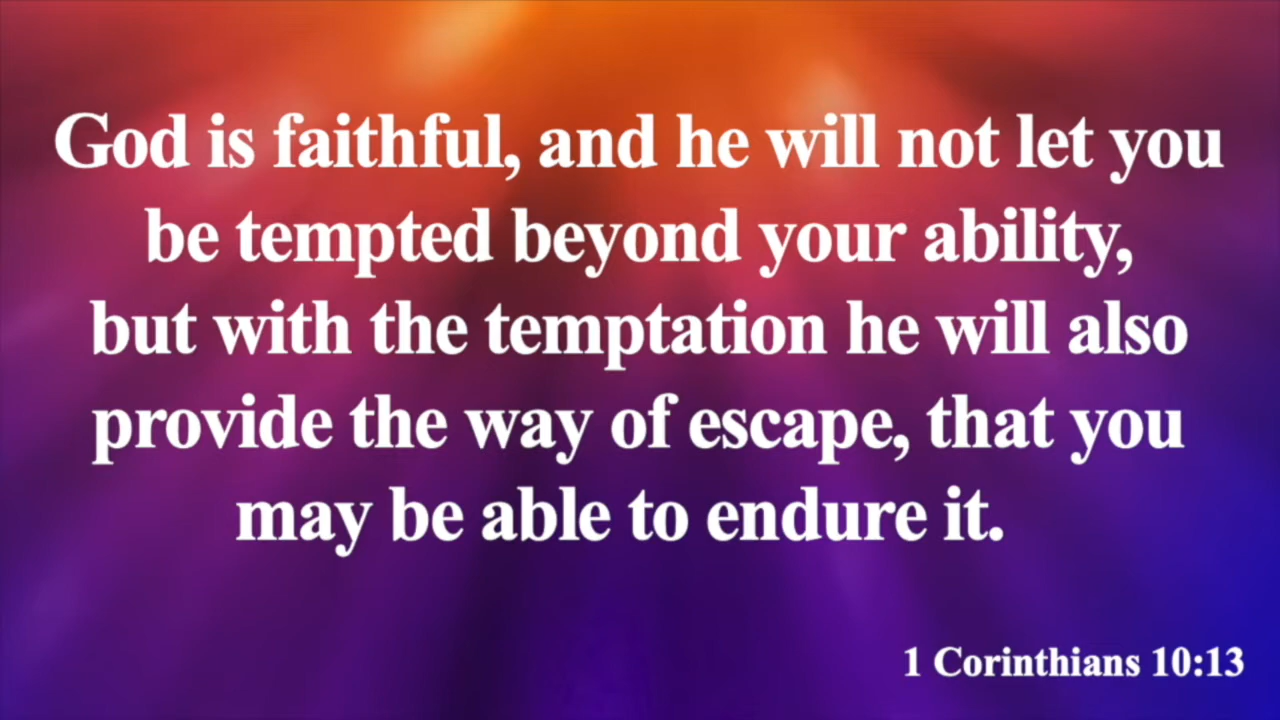 God is faithful, and he will not let you
be tempted beyond your ability,
but with the temptation he will also
provide the way of escape, that you
may be able to endure it.
1 Corinthians 10:13